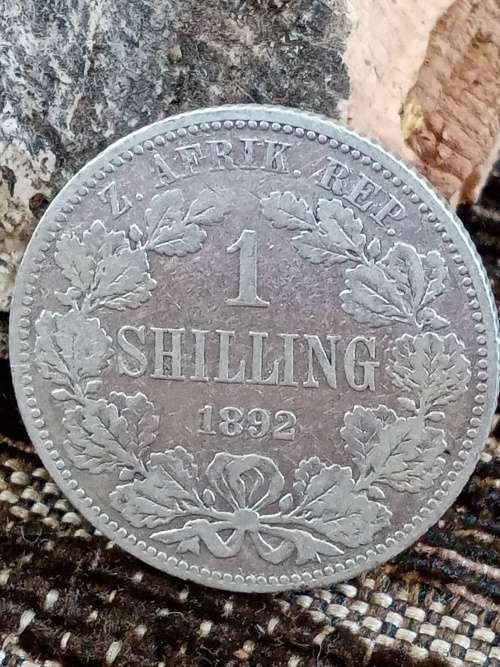 Z. AFRIK. REP.
1
SHILLING
1892